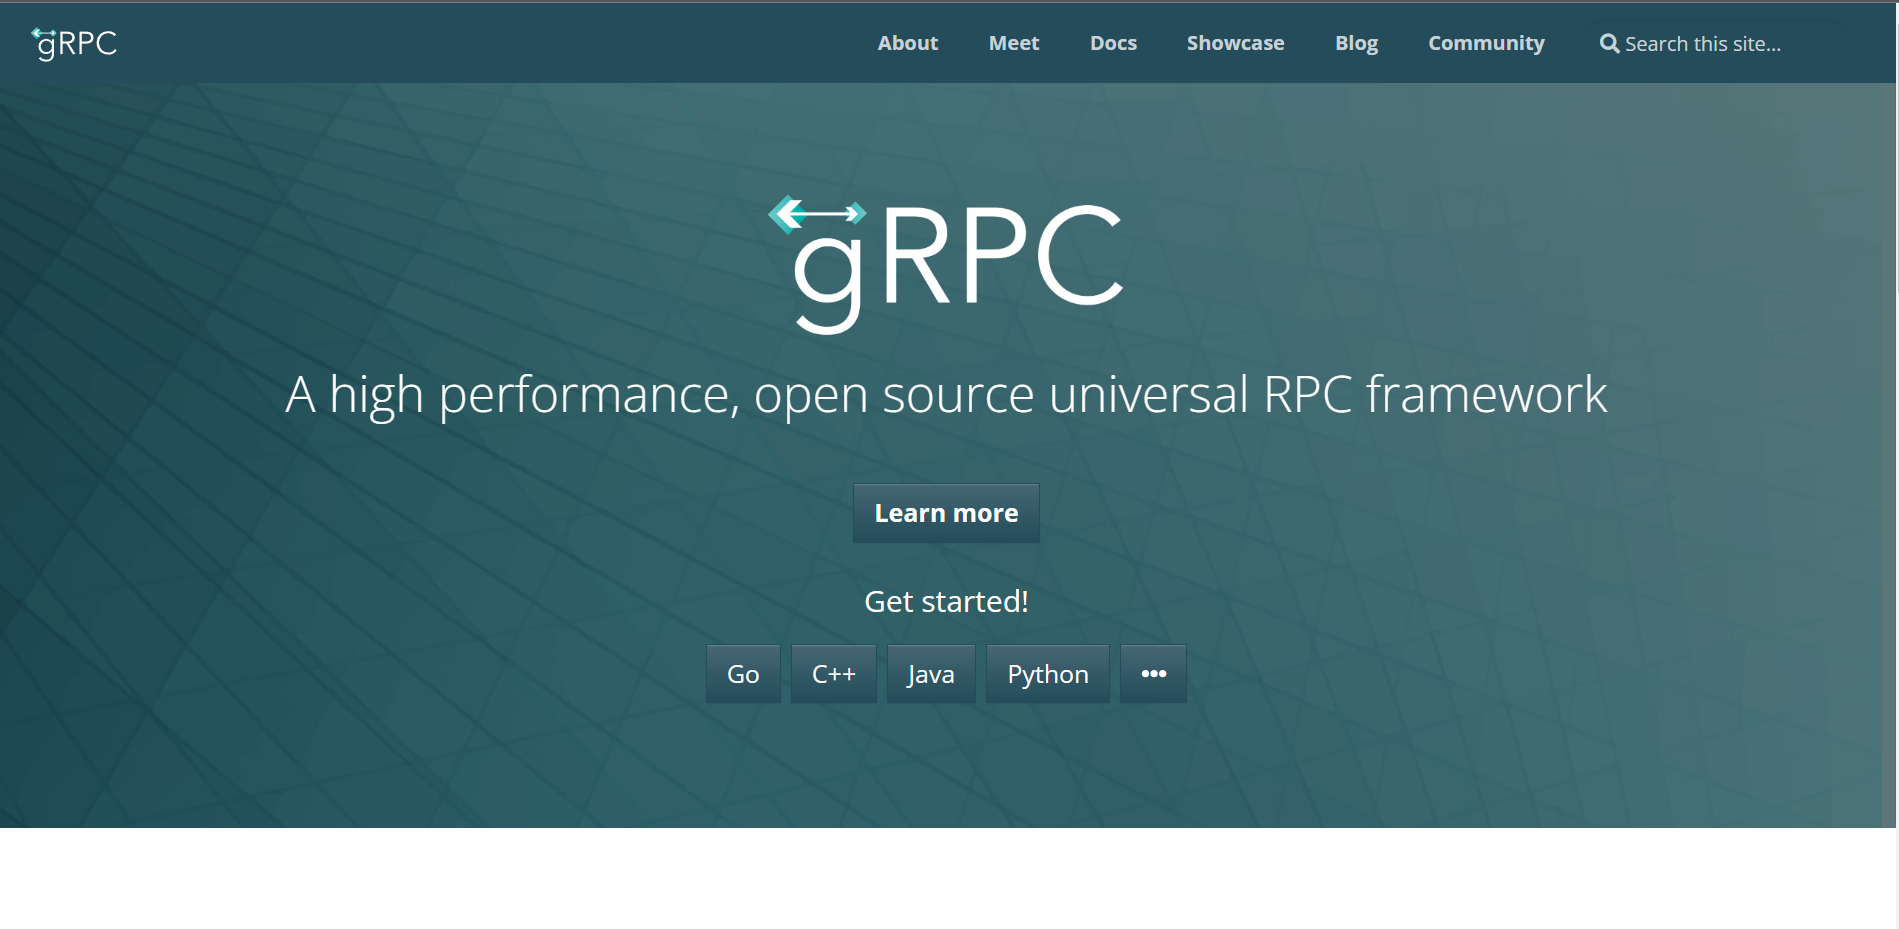 gRPC
About Meet Docs Showcase Blog Community Search this site...
gRPC
A high performance, open source universal RPC framework
Learn more
Get started!
Go C++ Java Python •••